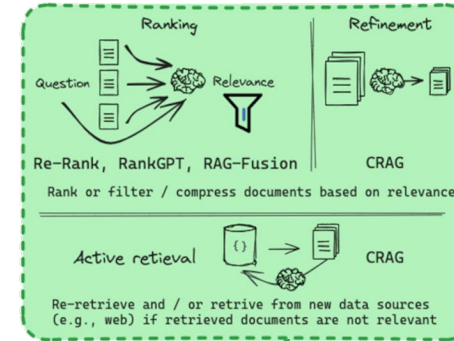 Ranking
Refinement
Question
Relevance
Re-Rank, RankGPT, RAG-Fusion
CRAG
Rank or filter / compress documents based on relevance
{}
Active retieval
CRAG
Re-retrieve and / or retrive from new data sources
(e.g., web) if retrieved documents are not relevant